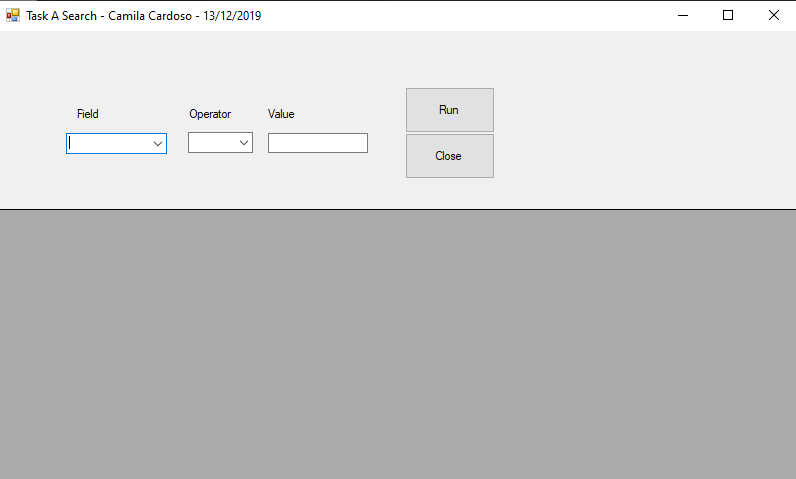 Task A Search - Camila Cardoso - 13/12/2019
Field
Operator
Value
Run
Close